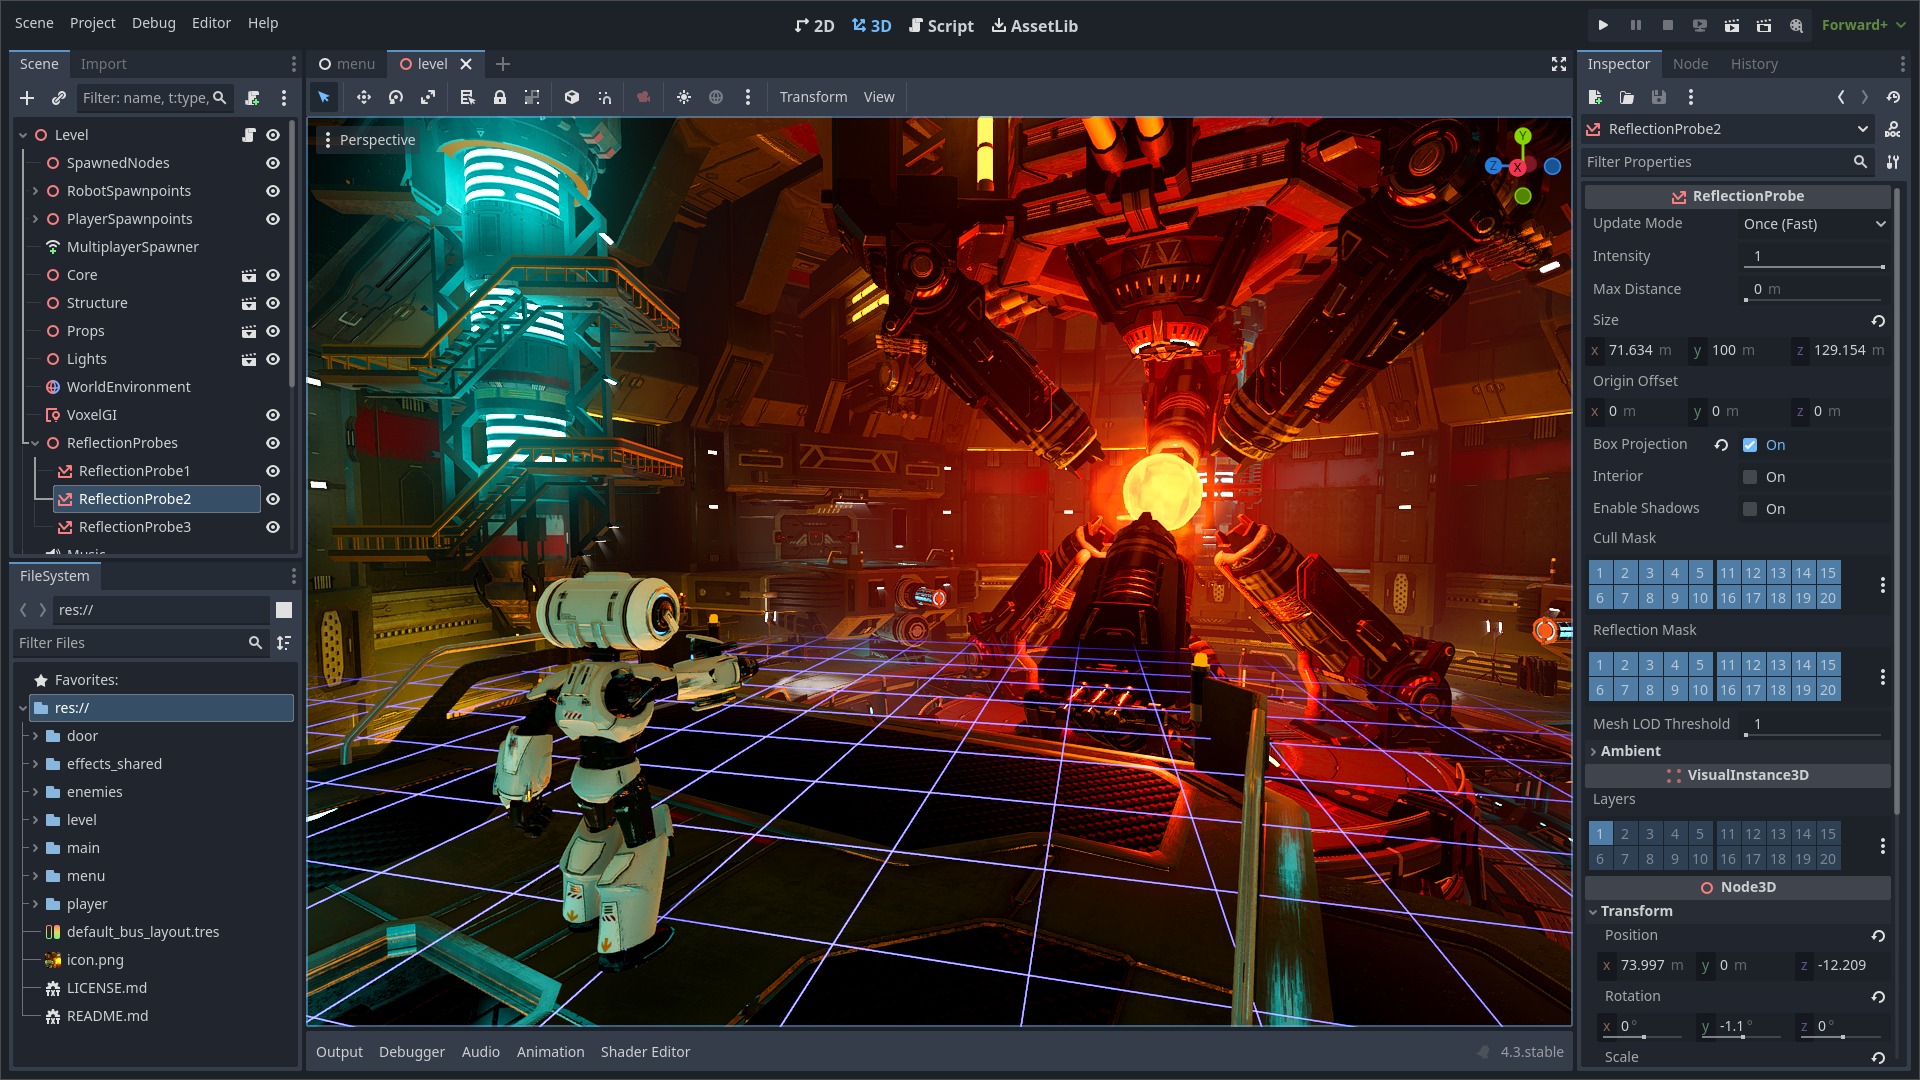 Scene Project Debug Editor Help
2D 3D Script AssetLib
Forward+
Scene Import
Filter: name, t:type,
Level
SpawnedNodes
RobotSpawnpoints
PlayerSpawnpoints
MultiplayerSpawner
Core
Structure
Props
Lights
WorldEnvironment
VoxelGI
ReflectionProbes
ReflectionProbe1
ReflectionProbe2
ReflectionProbe3
Music
FileSystem
res://
Filter Files
Favorites:
res://
door
effects_shared
enemies
level
main
menu
player
default_bus_layout.tres
icon.png
LICENSE.md
README.md
menu level
Transform View
Perspective
Y
Z X
Output Debugger Audio Animation Shader Editor
4.3.stable
Inspector Node History
ReflectionProbe2
Filter Properties
ReflectionProbe
Update Mode Once (Fast)
Intensity 1
Max Distance 0 m
Size
x 71.634 m y 100 m z 129.154 m
Origin Offset
x 0 m y 0 m z 0 m
Box Projection On
Interior On
Enable Shadows On
Cull Mask
1 2 3 4 5 11 12 13 14 15
6 7 8 9 10 16 17 18 19 20
Reflection Mask
1 2 3 4 5 11 12 13 14 15
6 7 8 9 10 16 17 18 19 20
Mesh LOD Threshold 1
Ambient
VisualInstance3D
Layers
1 2 3 4 5 11 12 13 14 15
6 7 8 9 10 16 17 18 19 20
Node3D
Transform
Position
x 73.997 m y 0 m z -12.209
Rotation
x 0° y -1.1° z 0°
Scale